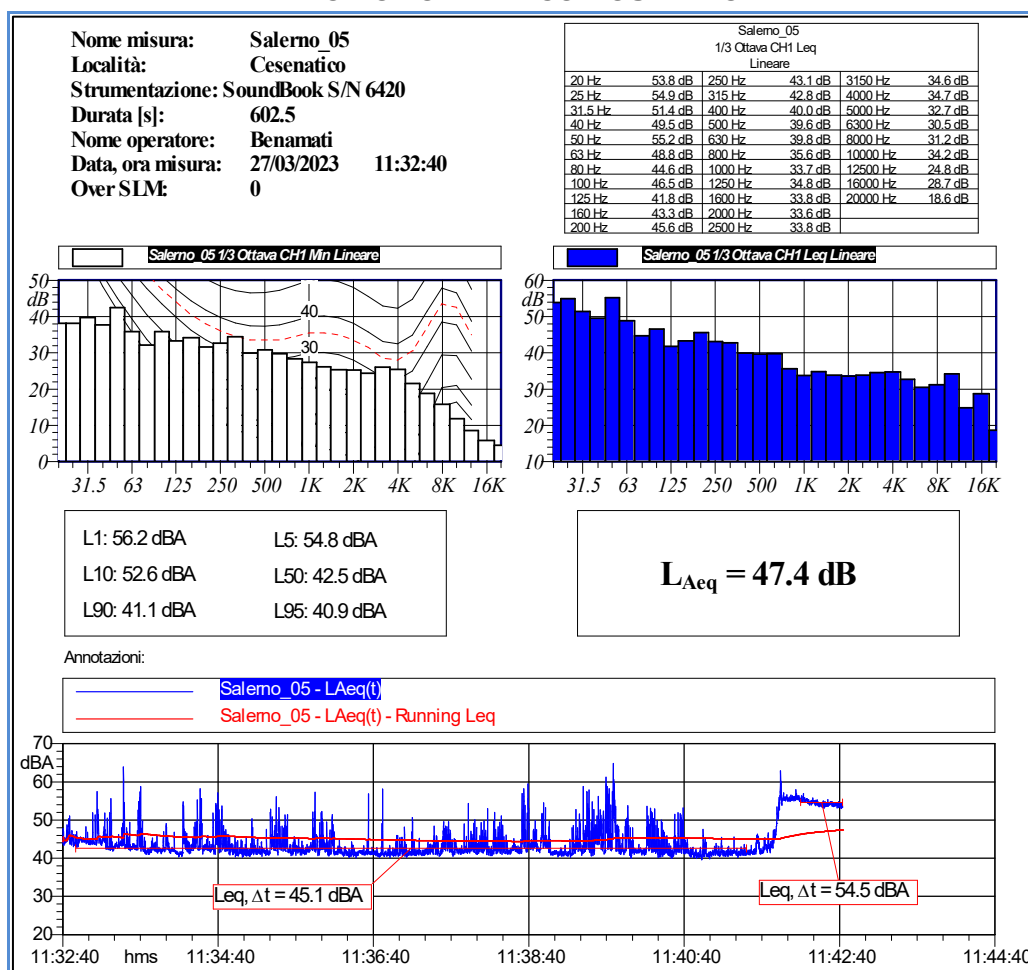 Nome misura: Salerno_05
Località: Cesenatico
Strumentazione: SoundBook S/N 6420
Durata [s]: 602.5
Nome operatore: Benamati
Data, ora misura: 27/03/2023 11:32:40
Over SLM: 0
Salerno_05
1/3 Ottava CH1 Leq
Lineare
20 Hz 53.8 dB 250 Hz 43.1 dB 3150 Hz 34.6 dB
25 Hz 54.9 dB 315 Hz 42.8 dB 4000 Hz 34.7 dB
31.5 Hz 51.4 dB 400 Hz 40.0 dB 5000 Hz 32.7 dB
40 Hz 49.5 dB 500 Hz 39.6 dB 6300 Hz 30.5 dB
50 Hz 55.2 dB 630 Hz 39.8 dB 8000 Hz 31.2 dB
63 Hz 48.8 dB 800 Hz 35.6 dB 10000 Hz 34.2 dB
80 Hz 44.6 dB 1000 Hz 33.7 dB 12500 Hz 24.8 dB
100 Hz 46.5 dB 1250 Hz 34.8 dB 16000 Hz 28.7 dB
125 Hz 41.8 dB 1600 Hz 33.8 dB 20000 Hz 18.6 dB
160 Hz 43.3 dB 2000 Hz 33.6 dB
200 Hz 45.6 dB 2500 Hz 33.8 dB
Salerno_05 1/3 Ottava CH1 Min Lineare
50
dB
40
30
20
10
0
40
30
31.5 63 125 250 500 1K 2K 4K 8K 16K
Salerno_05 1/3 Ottava CH1 Leq Lineare
60
dB
50
40
30
20
10
31.5 63 125 250 500 1K 2K 4K 8K 16K
L1: 56.2 dBA L5: 54.8 dBA
L10: 52.6 dBA L50: 42.5 dBA
L90: 41.1 dBA L95: 40.9 dBA
LAeq = 47.4 dB
Annotazioni:
Salerno_05 - LAeq(t)
Salerno_05 - LAeq(t) - Running Leq
70
dBA
60
50
40
30
20
Leq, Δt = 45.1 dBA
Leq, Δt = 54.5 dBA
11:32:40 hms 11:34:40 11:36:40 11:38:40 11:40:40 11:42:40 11:44:40